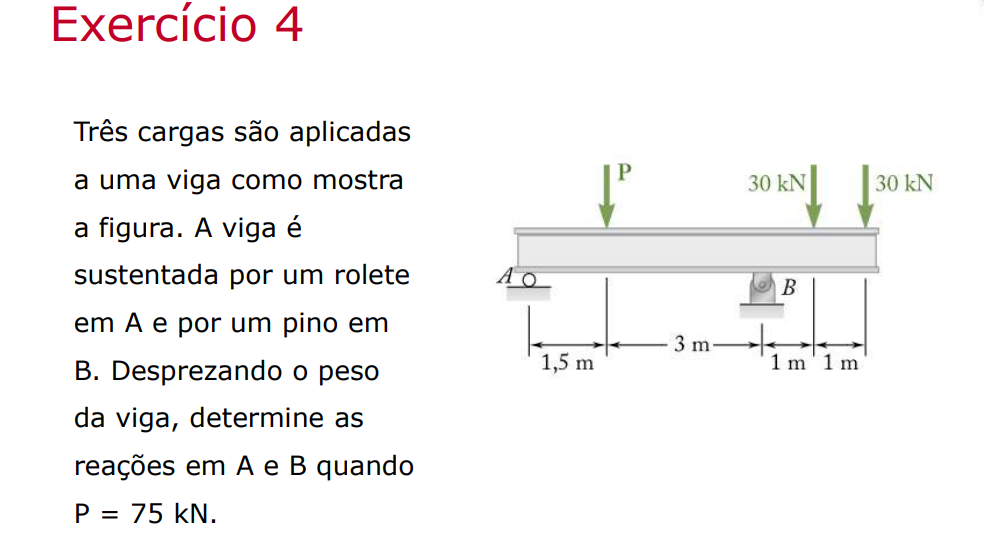 Exercício 4
Três cargas são aplicadas
a uma viga como mostra
a figura. A viga é
sustentada por um rolete
em A e por um pino em
B. Desprezando o peso
da viga, determine as
reações em A e B quando
P = 75 kN.
P
30 kN
30 kN
A
B
1,5 m
3 m
1 m
1 m